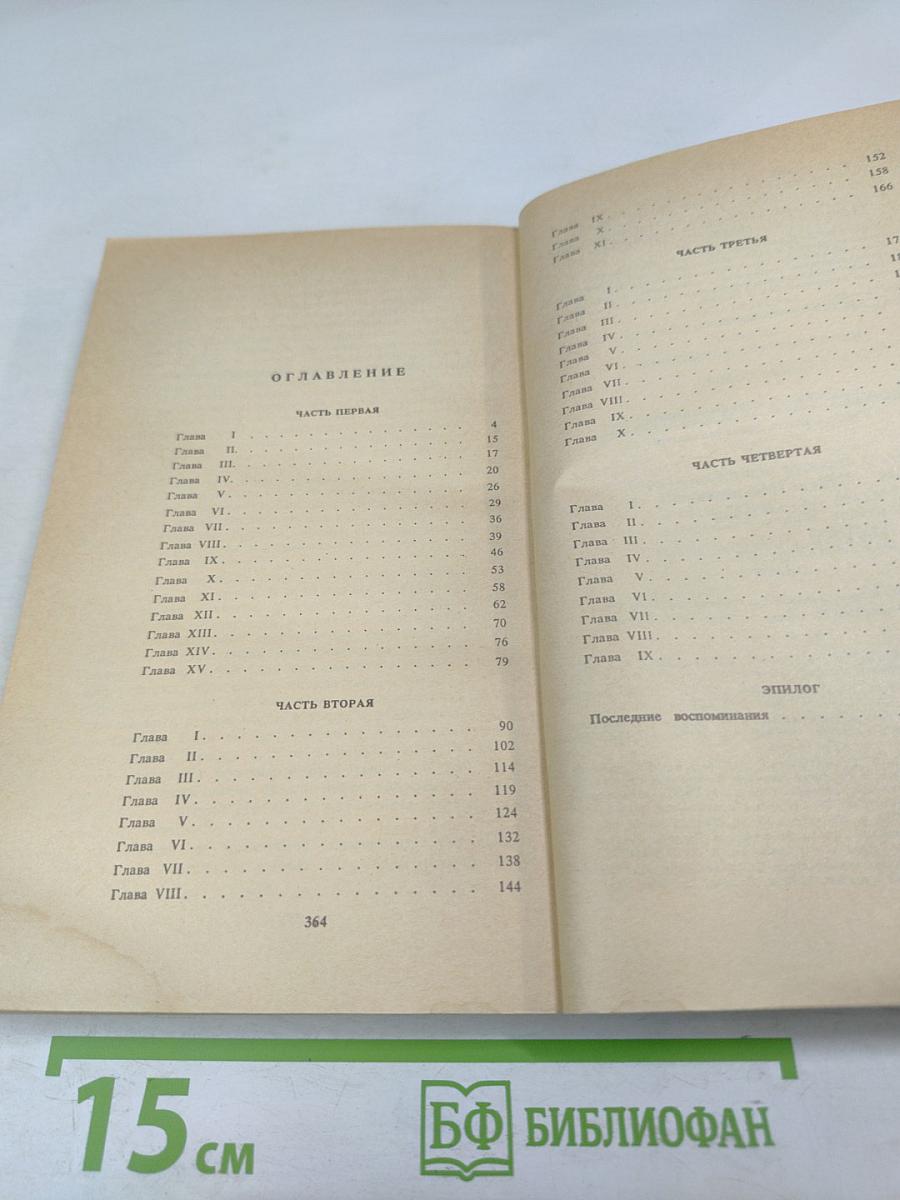 ОГЛАВЛЕНИЕ
ЧАСТЬ ПЕРВАЯ
Глава I . . . . . . . . . . . . . . 4
Глава II. . . . . . . . . . . . . . 15
Глава III. . . . . . . . . . . . . . 17
Глава IV. . . . . . . . . . . . . . 20
Глава V . . . . . . . . . . . . . . 26
Глава VI . . . . . . . . . . . . . . 29
Глава VII . . . . . . . . . . . . . . 36
Глава VIII . . . . . . . . . . . . . . 39
Глава IX . . . . . . . . . . . . . . 46
Глава X . . . . . . . . . . . . . . 53
Глава XI . . . . . . . . . . . . . . 58
Глава XII . . . . . . . . . . . . . . 62
Глава XIII. . . . . . . . . . . . . . 70
Глава XIV. . . . . . . . . . . . . . 76
Глава XV. . . . . . . . . . . . . . 79
ЧАСТЬ ВТОРАЯ
Глава I . . . . . . . . . . . . . . 90
Глава II . . . . . . . . . . . . . . 102
Глава III . . . . . . . . . . . . . . 114
Глава IV . . . . . . . . . . . . . . 119
Глава V . . . . . . . . . . . . . . 124
Глава VI . . . . . . . . . . . . . . 132
Глава VII . . . . . . . . . . . . . . 138
Глава VIII. . . . . . . . . . . . . . 144
364
Глава IX . . . . . . . . . . . . . . 152
Глава X . . . . . . . . . . . . . . 158
Глава XI . . . . . . . . . . . . . . 166
ЧАСТЬ ТРЕТЬЯ
Глава I . . . . . . . . . . . . . .
Глава II . . . . . . . . . . . . . .
Глава III . . . . . . . . . . . . . .
Глава IV . . . . . . . . . . . . . .
Глава V . . . . . . . . . . . . . .
Глава VI . . . . . . . . . . . . . .
Глава VII . . . . . . . . . . . . . .
Глава VIII . . . . . . . . . . . . . .
Глава IX . . . . . . . . . . . . . .
Глава X . . . . . . . . . . . . . .
ЧАСТЬ ЧЕТВЕРТАЯ
Глава I . . . . . . . . . . . . . .
Глава II . . . . . . . . . . . . . .
Глава III . . . . . . . . . . . . . .
Глава IV . . . . . . . . . . . . . .
Глава V . . . . . . . . . . . . . .
Глава VI . . . . . . . . . . . . . .
Глава VII . . . . . . . . . . . . . .
Глава VIII . . . . . . . . . . . . . .
Глава IX . . . . . . . . . . . . . .
ЭПИЛОГ
Последние воспоминания . . . . . . .
15 см
БФ БИБЛИОФАН